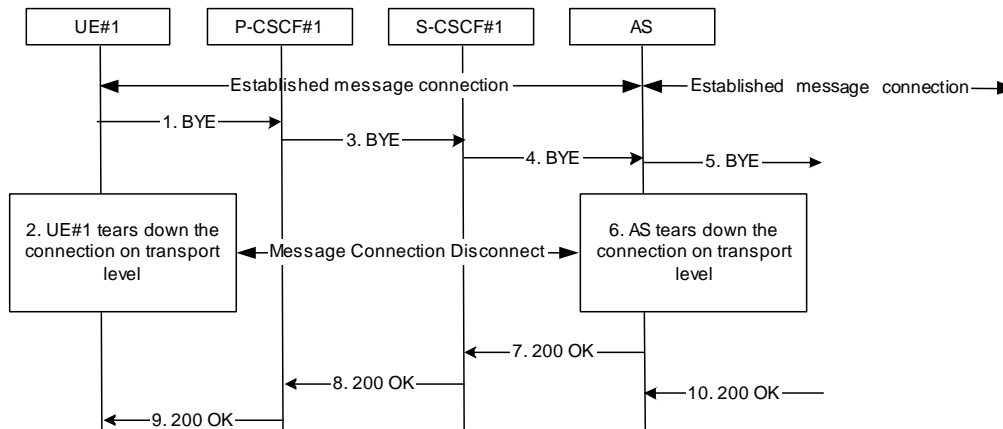 UE#1
P-CSCF#1
S-CSCF#1
AS
Established message connection
Established message connection
1. BYE
3. BYE
4. BYE
5. BYE
2. UE#1 tears down the
connection on transport
level
Message Connection Disconnect
6. AS tears down the
connection on transport
level
7. 200 OK
8. 200 OK
10. 200 OK
9. 200 OK